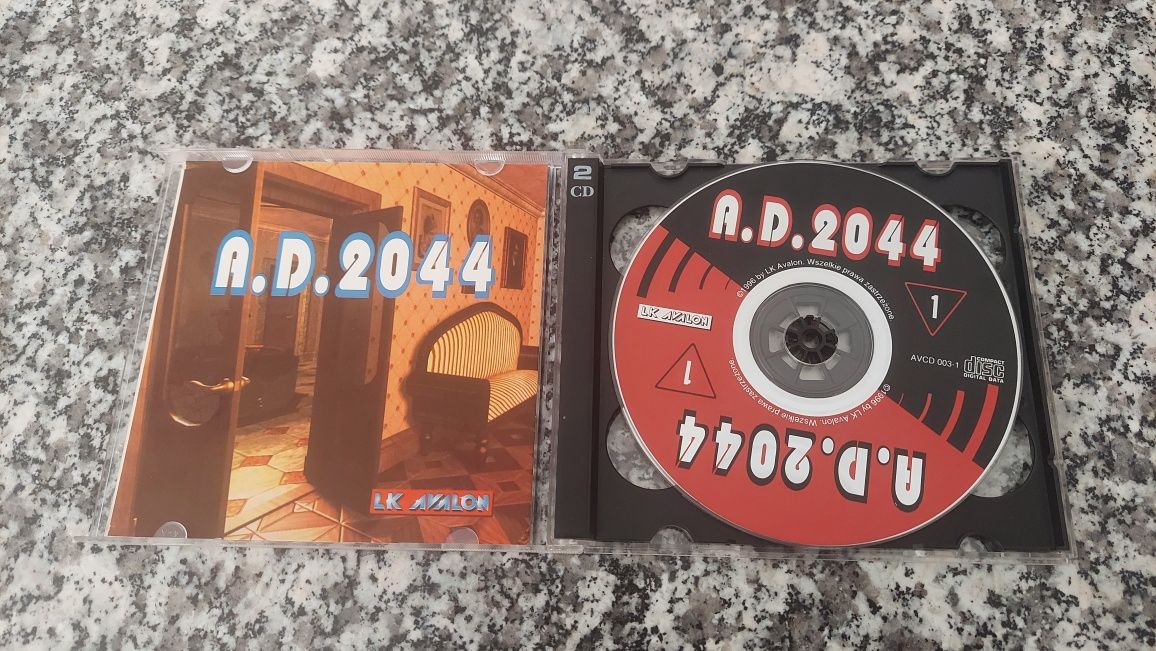 A.D.2044
LK AVALON
2
CD
A.D.2044
©1996 by LK Avalon. Wszelkie prawa zastrzeżone
1
LK AVALON
AVCD 003-1
COMPACT
disc
DIGITAL DATA
1
©1996 by LK Avalon. Wszelkie prawa zastrzeżone
A.D.2044